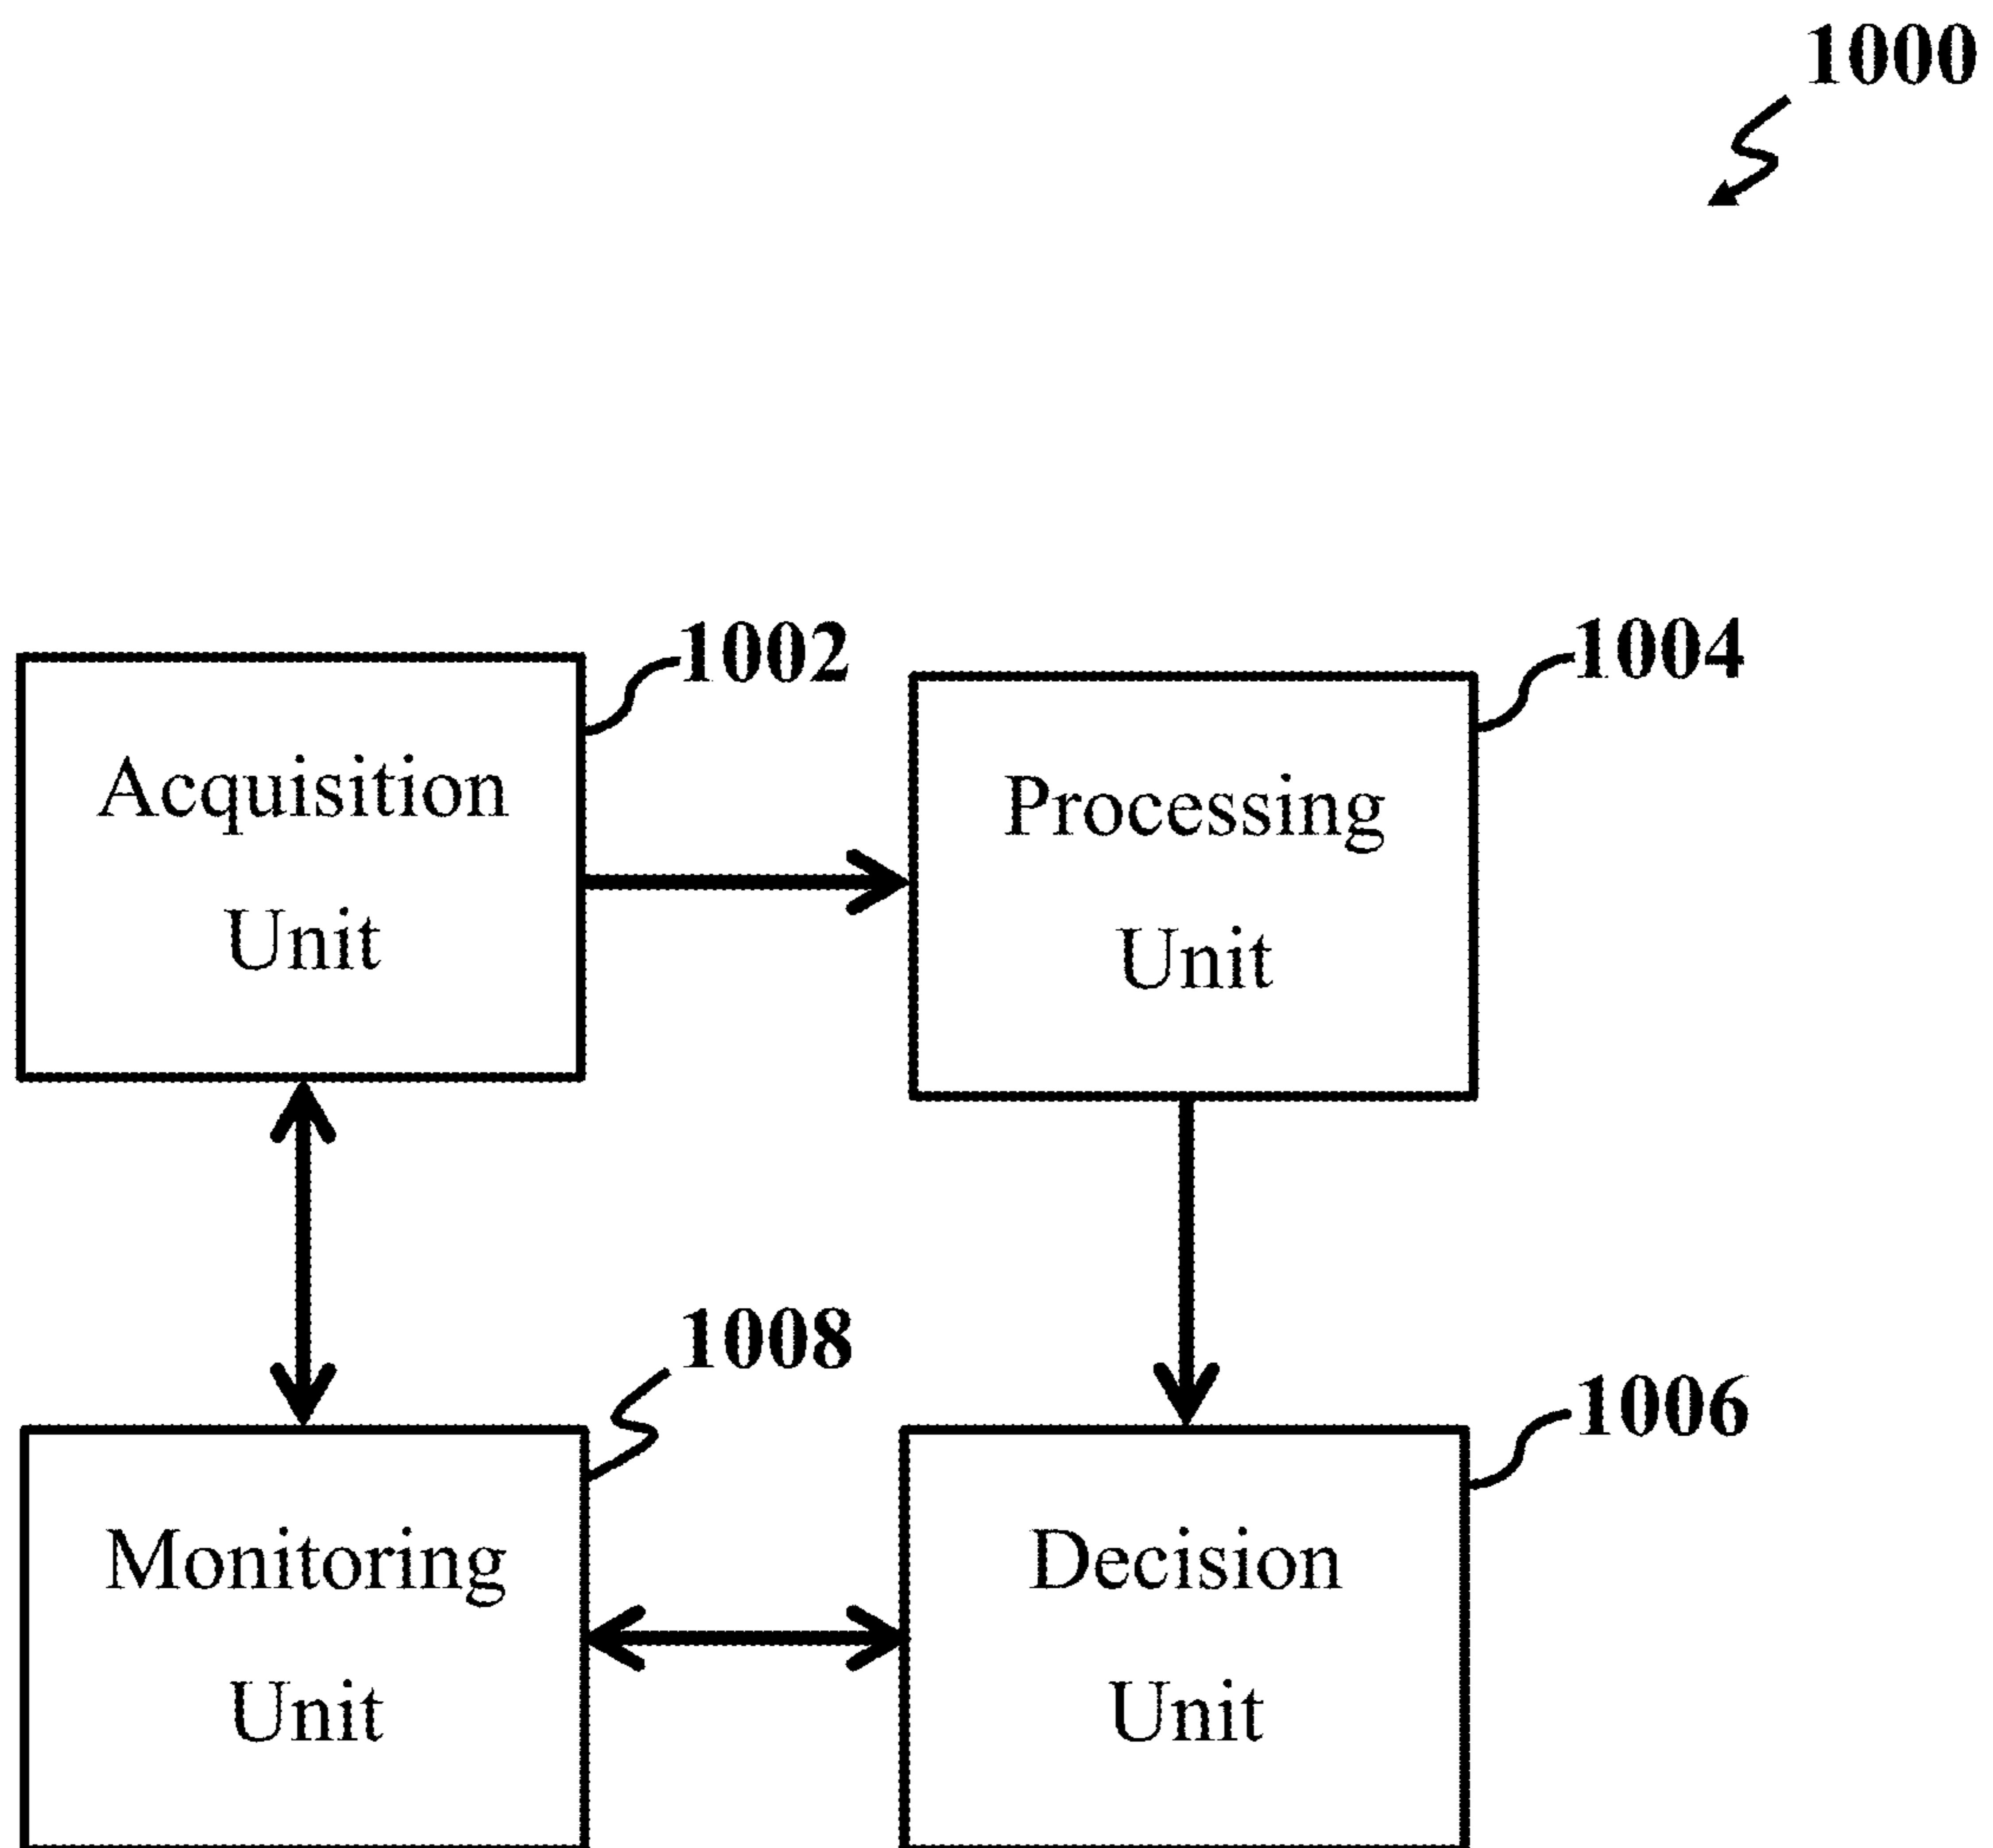 1000
1002
Acquisition
Unit
1004
Processing
Unit
1008
Monitoring
Unit
1006
Decision
Unit